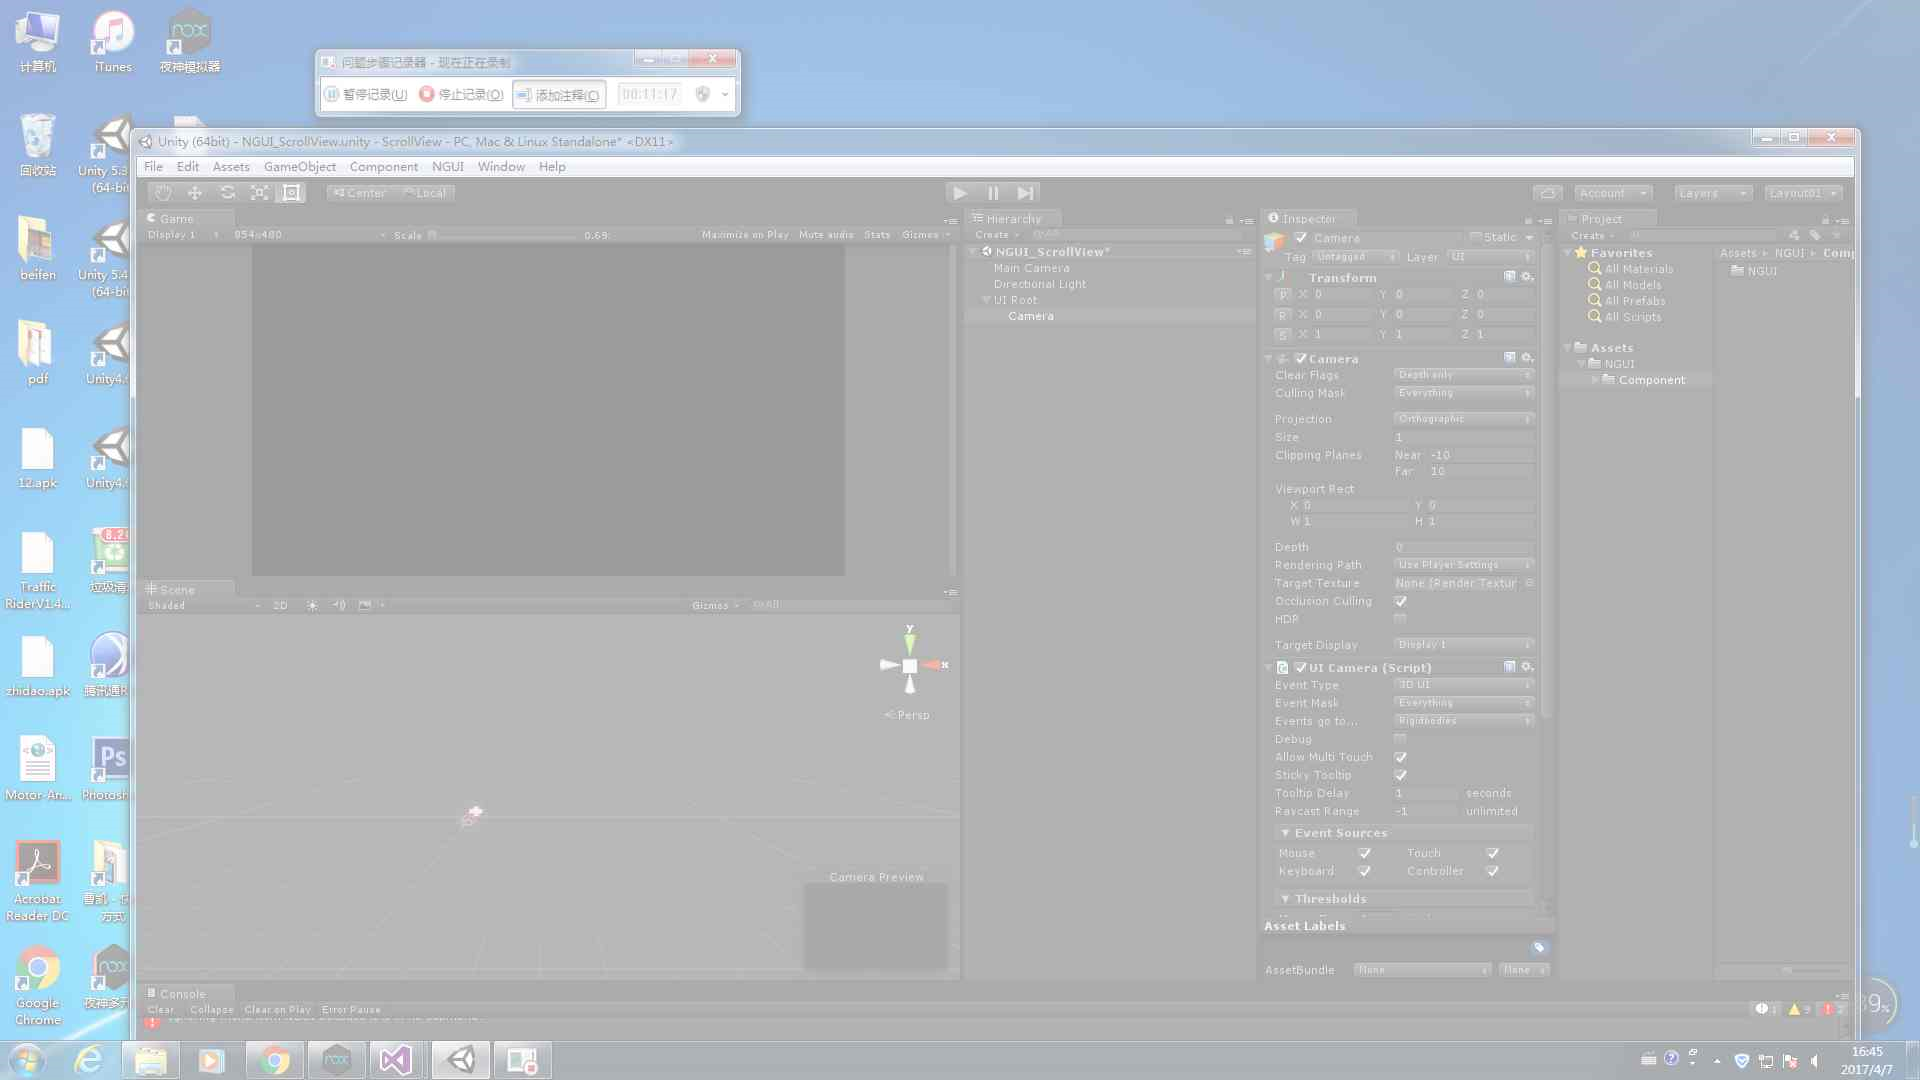 计算机
iTunes
夜神模拟器
回收站
Unity 5.3
(64-bit
beifen
Unity 5.4
(64-bit
pdf
Unity4.
12.apk
Unity4.
Traffic
RiderV1.4...
zhidao.apk
Motor-An...
Photosh
Acrobat
Reader DC
方式
Google
Chrome
问题步骤记录器 - 现在正在录制
暂停记录(U)
停止记录(O)
添加注释(C)
00:11:17
Unity (64bit) - NGUI_ScrollView.unity - ScrollView - PC, Mac & Linux Standalone* <DX11>
File Edit Assets GameObject Component NGUI Window Help
Center Local
Account Layers Layout01
Game
Display 1 854x480 Scale 0.69: Maximize on Play Mute audio Stats Gizmos
Scene
Shaded 2D Gizmos All
y
x
Persp
Camera Preview
Hierarchy
Create All
NGUI_ScrollView*
Main Camera
Directional Light
UI Root
Camera
Inspector
Camera Static
Tag Untagged Layer UI
Transform
P X 0 Y 0 Z 0
R X 0 Y 0 Z 0
S X 1 Y 1 Z 1
Camera
Clear Flags Depth only
Culling Mask Everything
Projection Orthographic
Size 1
Clipping Planes Near -10
Far 10
Viewport Rect
X 0 Y 0
W 1 H 1
Depth 0
Rendering Path Use Player Settings
Target Texture None (Render Textur
Occlusion Culling
HDR
Target Display Display 1
UI Camera (Script)
Event Type 3D UI
Event Mask Everything
Events go to... Rigidbodies
Debug
Allow Multi Touch
Sticky Tooltip
Tooltip Delay 1 seconds
Raycast Range -1 unlimited
Event Sources
Mouse Touch
Keyboard Controller
Thresholds
Asset Labels
AssetBundle None None
Project
Create
Favorites
All Materials
All Models
All Prefabs
All Scripts
Assets
NGUI
Component
Assets NGUI Comp
NGUI
Console
Clear Collapse Clear on Play Error Pause
1 9 2
39%
16:45
2017/4/7